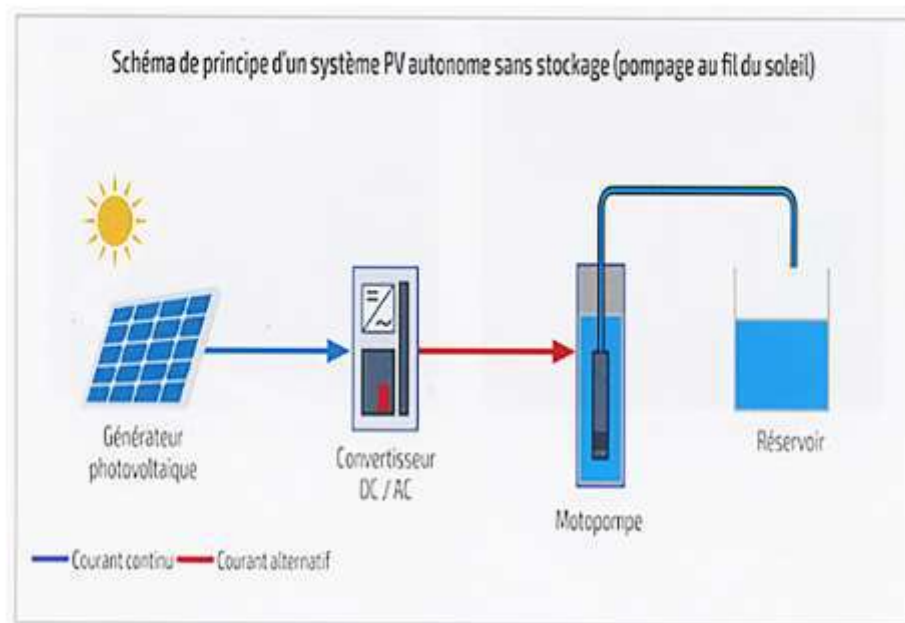 Schéma de principe d'un système PV autonome sans stockage (pompage au fil du soleil)
Générateur
photovoltaique
Convertisseur
DC / AC
Motopompe
Réservoir
Courant continu
Courant alternatif